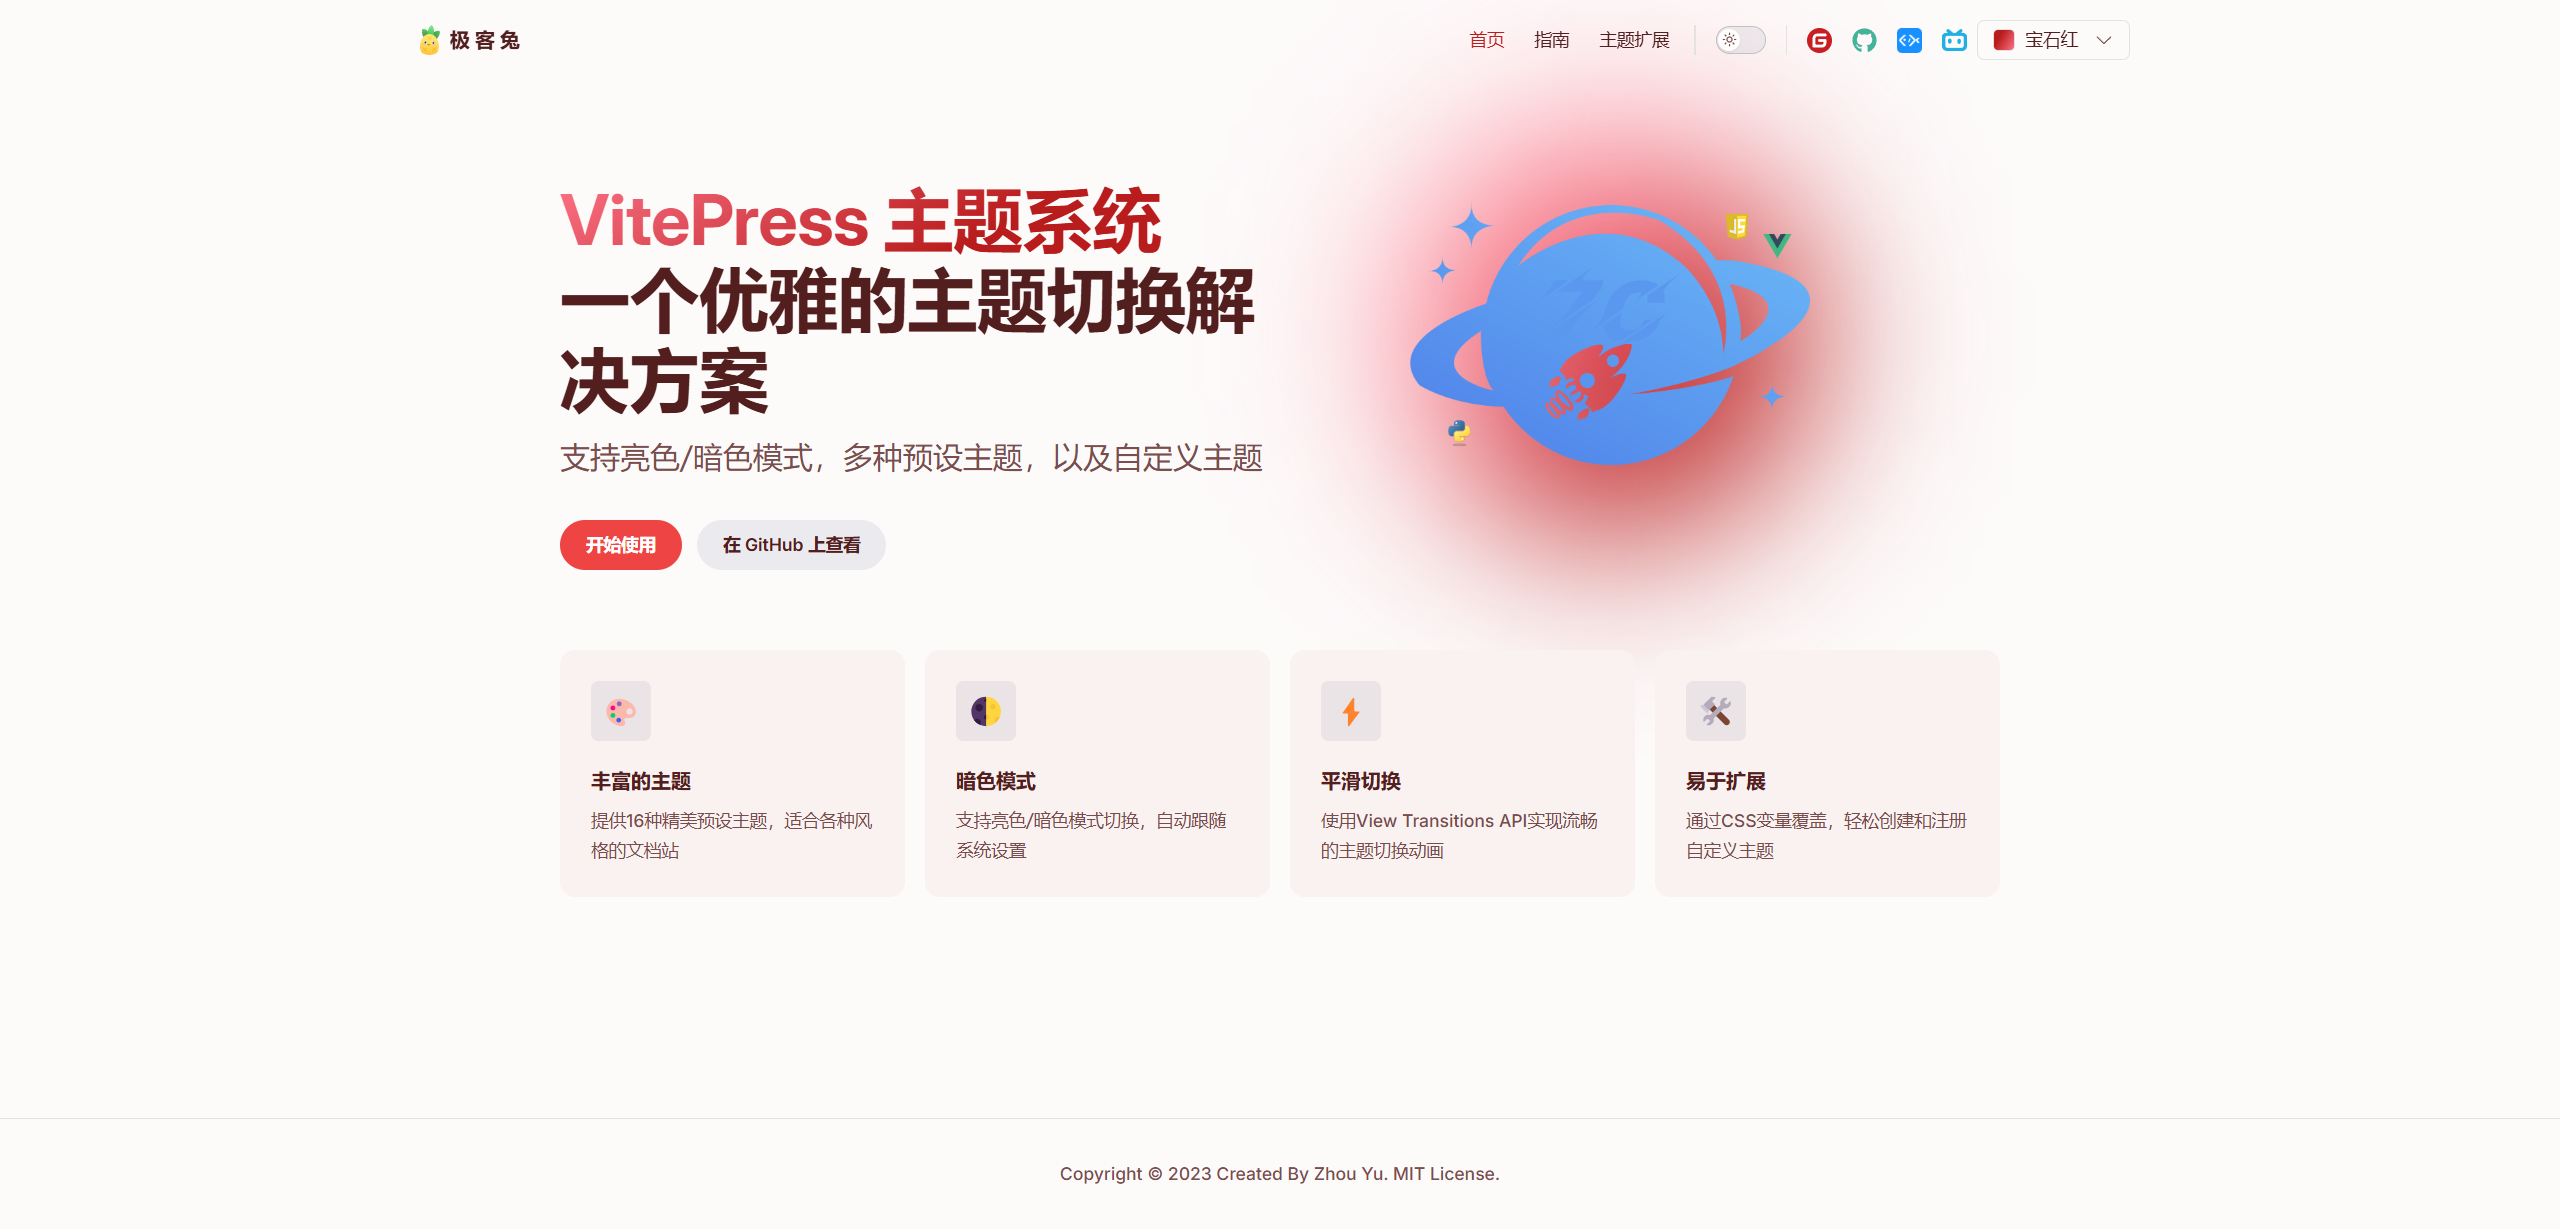 极客兔
首页 指南 主题扩展 宝石红
VitePress 主题系统
一个优雅的主题切换解
决方案
支持亮色/暗色模式，多种预设主题，以及自定义主题
开始使用 在 GitHub 上查看
丰富的主题
提供16种精美预设主题，适合各种风
格的文档站
暗色模式
支持亮色/暗色模式切换，自动跟随
系统设置
平滑切换
使用View Transitions API实现流畅
的主题切换动画
易于扩展
通过CSS变量覆盖，轻松创建和注册
自定义主题
Copyright © 2023 Created By Zhou Yu. MIT License.